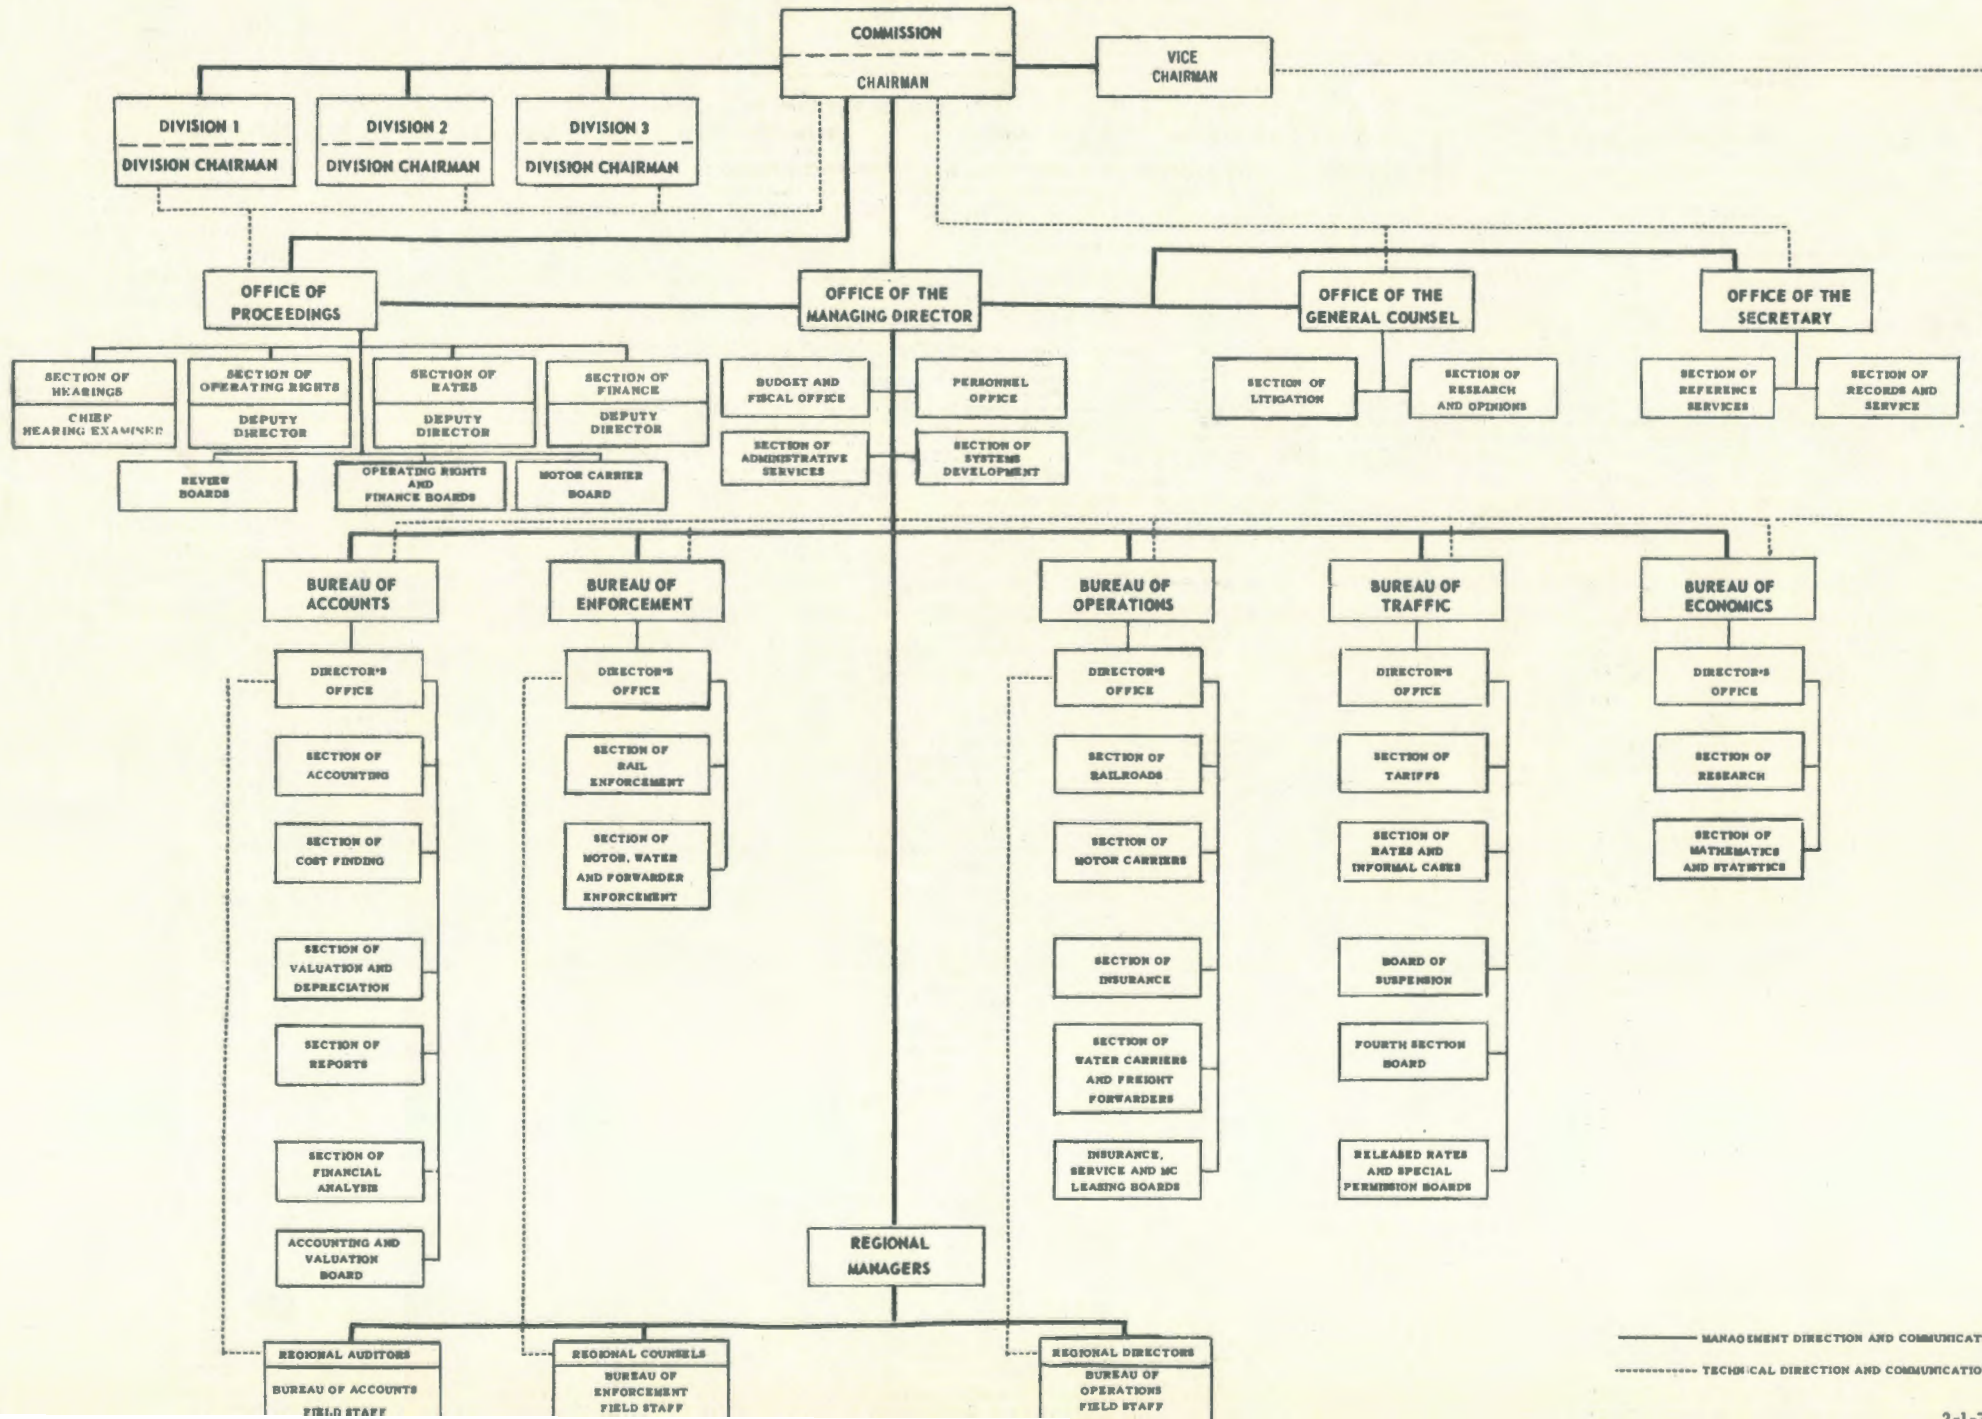 COMMISSION
CHAIRMAN
VICE
CHAIRMAN
DIVISION 1
DIVISION CHAIRMAN
DIVISION 2
DIVISION CHAIRMAN
DIVISION 3
DIVISION CHAIRMAN
OFFICE OF
PROCEEDINGS
OFFICE OF THE
MANAGING DIRECTOR
OFFICE OF THE
GENERAL COUNSEL
OFFICE OF THE
SECRETARY
SECTION OF
HEARINGS
CHIEF
HEARING EXAMINER
SECTION OF
OPERATING RIGHTS
DEPUTY
DIRECTOR
SECTION OF
RATES
DEPUTY
DIRECTOR
SECTION OF
FINANCE
DEPUTY
DIRECTOR
BUDGET AND
FISCAL OFFICE
PERSONNEL
OFFICE
SECTION OF
LITIGATION
SECTION OF
RESEARCH
AND OPINIONS
SECTION OF
REFERENCE
SERVICES
SECTION OF
RECORDS AND
SERVICE
REVIEW
BOARDS
OPERATING RIGHTS
AND
FINANCE BOARDS
MOTOR CARRIER
BOARD
SECTION OF
ADMINISTRATIVE
SERVICES
SECTION OF
SYSTEMS
DEVELOPMENT
BUREAU OF
ACCOUNTS
BUREAU OF
ENFORCEMENT
BUREAU OF
OPERATIONS
BUREAU OF
TRAFFIC
BUREAU OF
ECONOMICS
DIRECTOR'S
OFFICE
SECTION OF
ACCOUNTING
SECTION OF
COST FINDING
SECTION OF
VALUATION AND
DEPRECIATION
SECTION OF
REPORTS
SECTION OF
FINANCIAL
ANALYSIS
ACCOUNTING AND
VALUATION
BOARD
DIRECTOR'S
OFFICE
SECTION OF
RAIL
ENFORCEMENT
SECTION OF
MOTOR, WATER
AND FORWARDER
ENFORCEMENT
DIRECTOR'S
OFFICE
SECTION OF
RAILROADS
SECTION OF
MOTOR CARRIERS
SECTION OF
INSURANCE
SECTION OF
WATER CARRIERS
AND FREIGHT
FORWARDERS
INSURANCE,
SERVICE AND MC
LEASING BOARDS
DIRECTOR'S
OFFICE
SECTION OF
TARIFFS
SECTION OF
RATES AND
INFORMAL CASES
BOARD OF
SUSPENSION
FOURTH SECTION
BOARD
RELEASED RATES
AND SPECIAL
PERMISSION BOARDS
DIRECTOR'S
OFFICE
SECTION OF
RESEARCH
SECTION OF
MATHEMATICS
AND STATISTICS
REGIONAL
MANAGERS
REGIONAL AUDITORS
BUREAU OF ACCOUNTS
FIELD STAFF
REGIONAL COUNSELS
BUREAU OF
ENFORCEMENT
FIELD STAFF
REGIONAL DIRECTORS
BUREAU OF
OPERATIONS
FIELD STAFF
MANAGEMENT DIRECTION AND COMMUNICAT
TECHNICAL DIRECTION AND COMMUNICATION